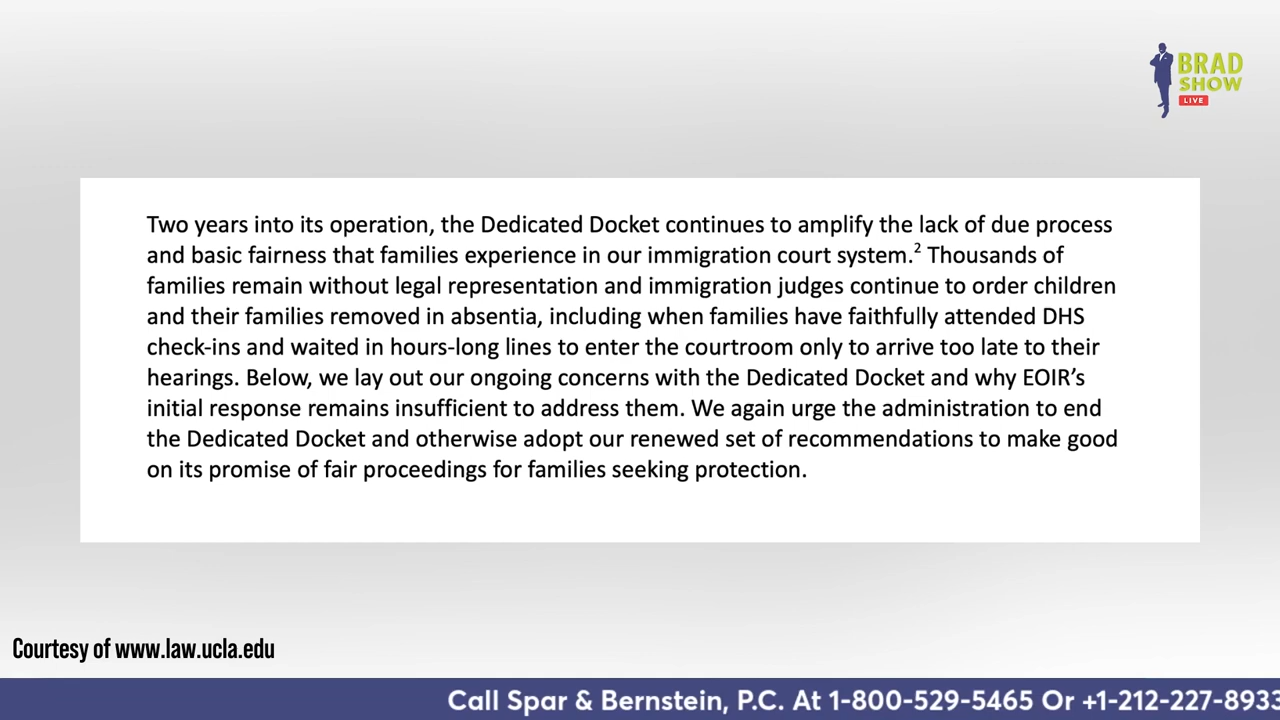 BRAD
SHOW
LIVE
Two years into its operation, the Dedicated Docket continues to amplify the lack of due process
and basic fairness that families experience in our immigration court system.2 Thousands of
families remain without legal representation and immigration judges continue to order children
and their families removed in absentia, including when families have faithfully attended DHS
check-ins and waited in hours-long lines to enter the courtroom only to arrive too late to their
hearings. Below, we lay out our ongoing concerns with the Dedicated Docket and why EOIR's
initial response remains insufficient to address them. We again urge the administration to end
the Dedicated Docket and otherwise adopt our renewed set of recommendations to make good
on its promise of fair proceedings for families seeking protection.
Courtesy of www.law.ucla.edu
Call Spar & Bernstein, P.C. At 1-800-529-5465 Or +1-212-227-8933